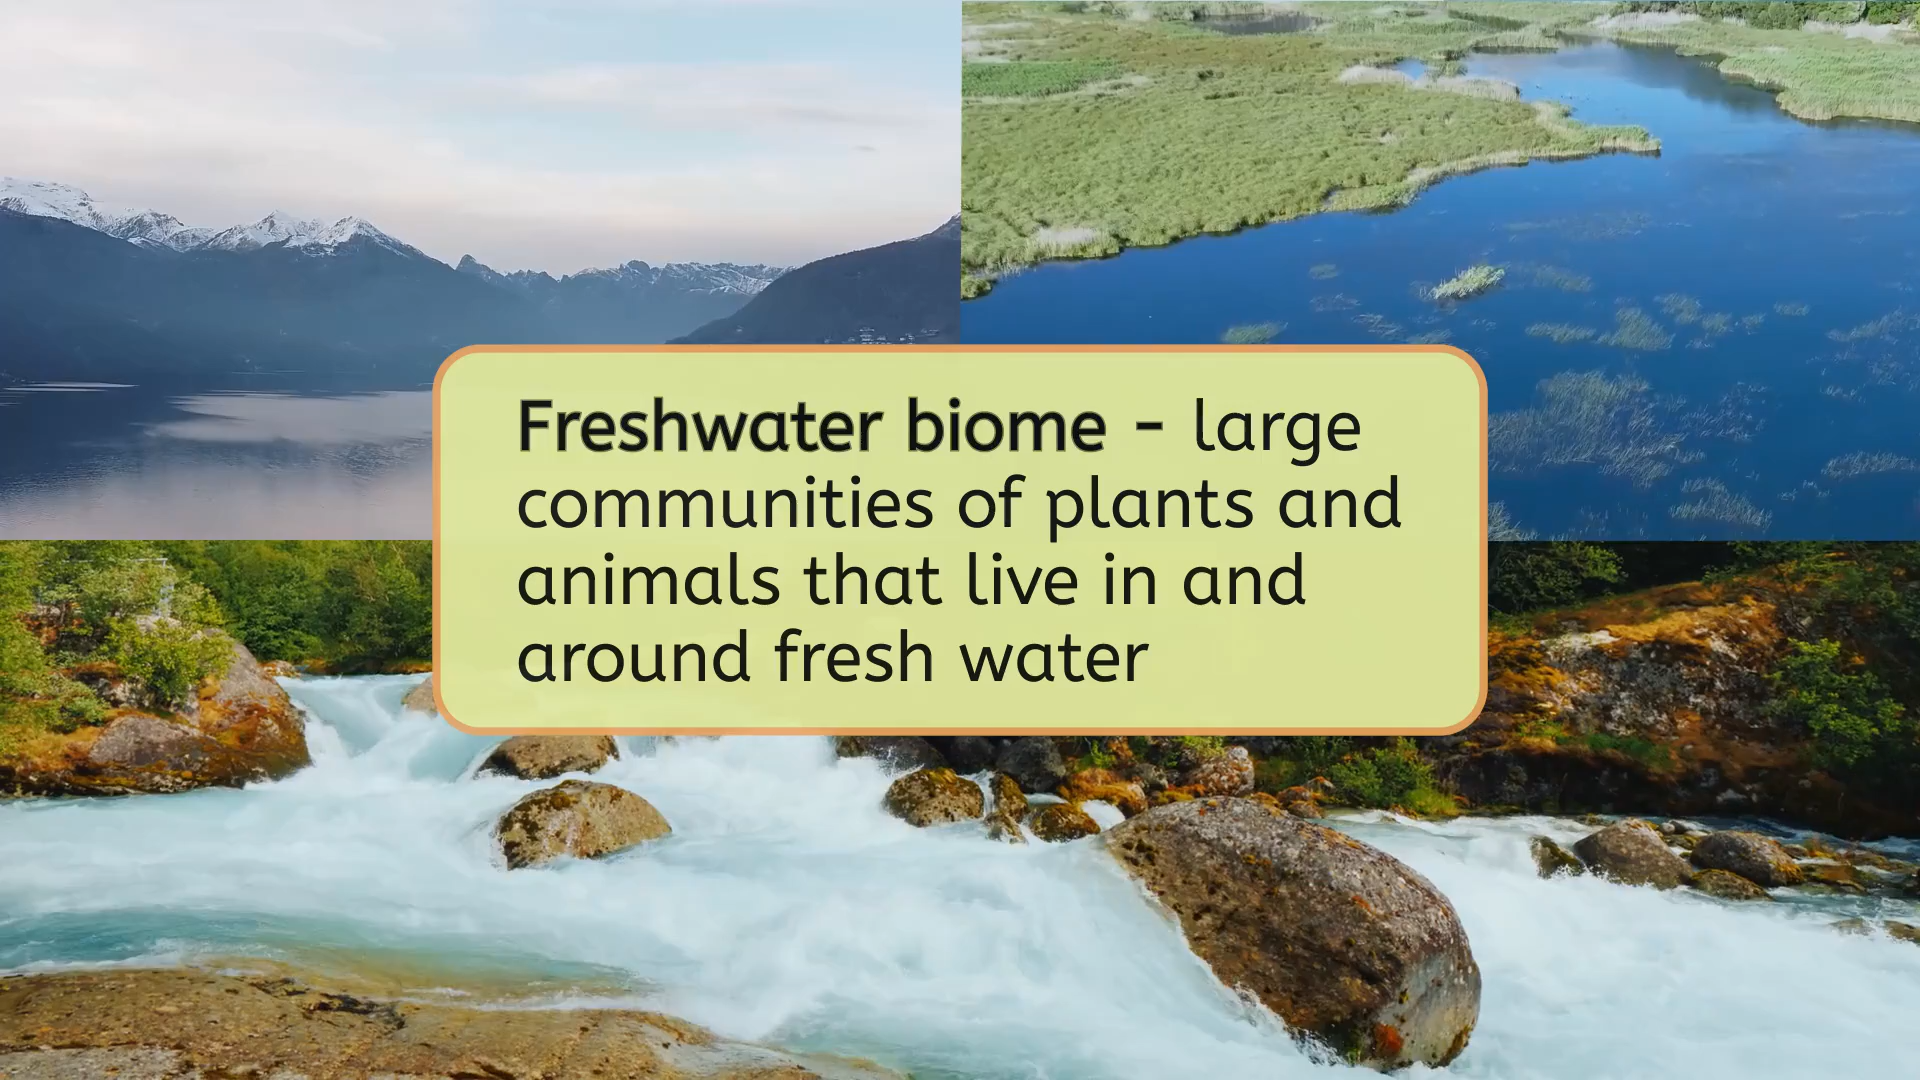 Freshwater biome - large
communities of plants and
animals that live in and
around fresh water